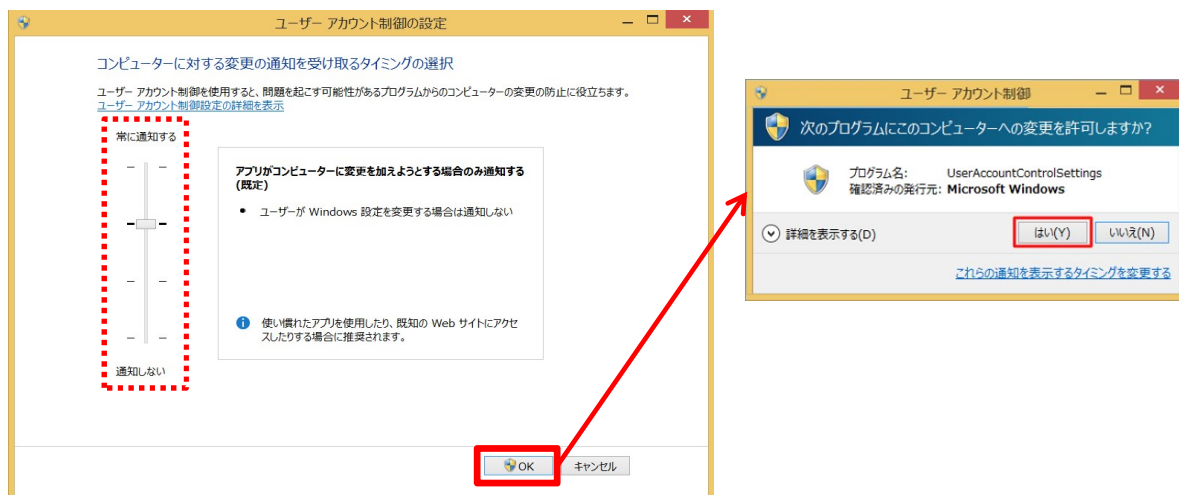 ユーザー アカウント制御の設定
コンピューターに対する変更の通知を受け取るタイミングの選択
ユーザー アカウント制御を使用すると、問題を起こす可能性があるプログラムからのコンピューターの変更の防止に役立ちます。
ユーザー アカウント制御設定の詳細を表示
常に通知する
アプリがコンピューターに変更を加えようとする場合のみ通知する
(既定)
• ユーザーが Windows 設定を変更する場合は通知しない
使い慣れたアプリを使用したり、既知の Web サイトにアクセ
スしたりする場合に推奨されます。
通知しない
OK
キャンセル
ユーザー アカウント制御
次のプログラムにこのコンピューターへの変更を許可しますか?
プログラム名: UserAccountControlSettings
確認済みの発行元: Microsoft Windows
詳細を表示する(D)
はい(Y)
いいえ(N)
これらの通知を表示するタイミングを変更する